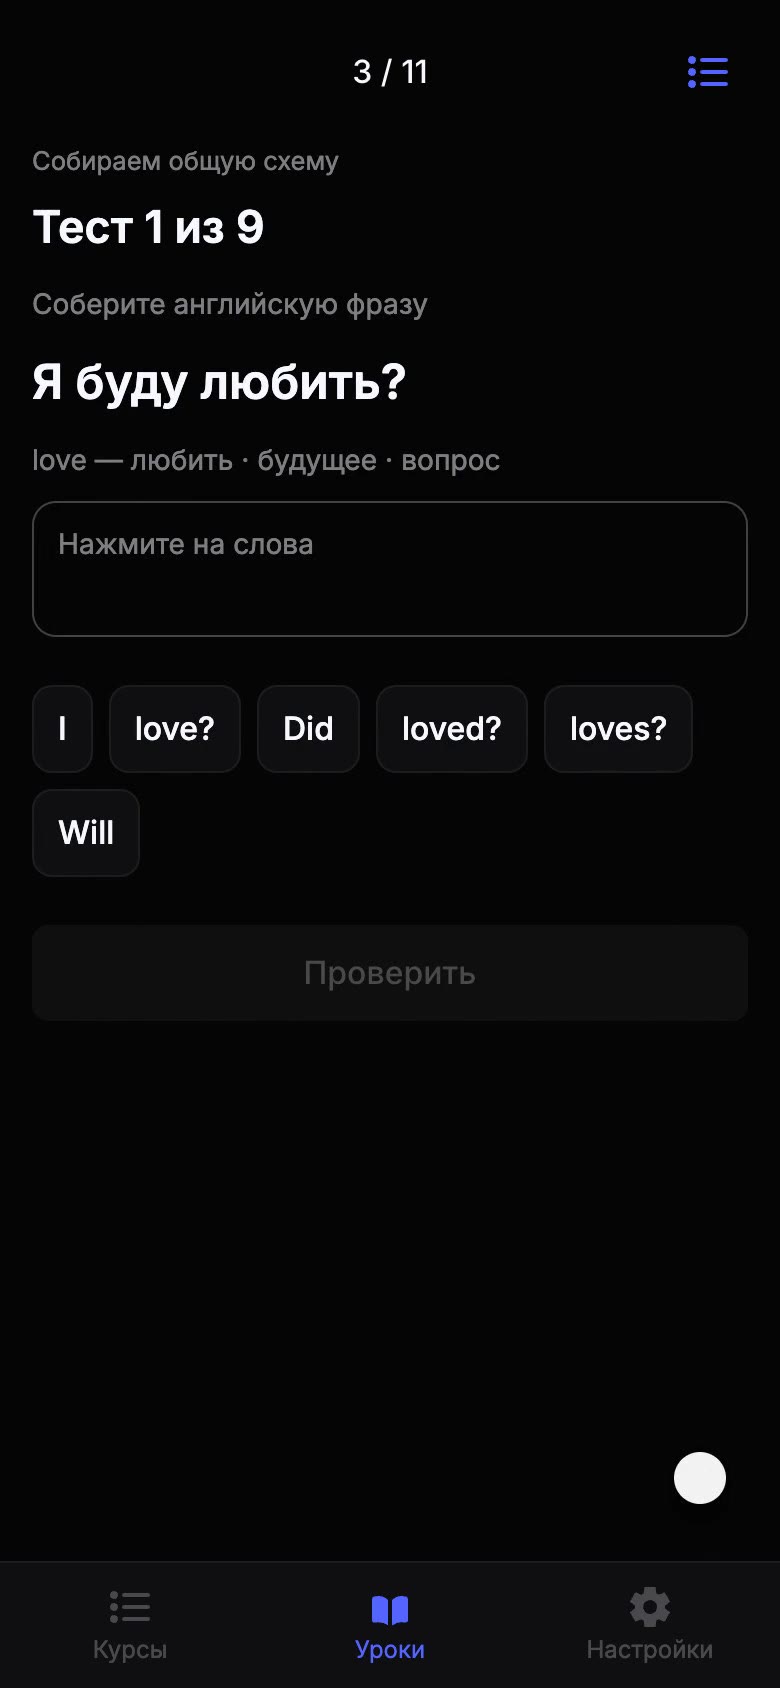 3 / 11
Собираем общую схему
Тест 1 из 9
Соберите английскую фразу
Я буду любить?
love — любить · будущее · вопрос
Нажмите на слова
I love? Did loved? loves?
Will
Проверить
Курсы Уроки Настройки